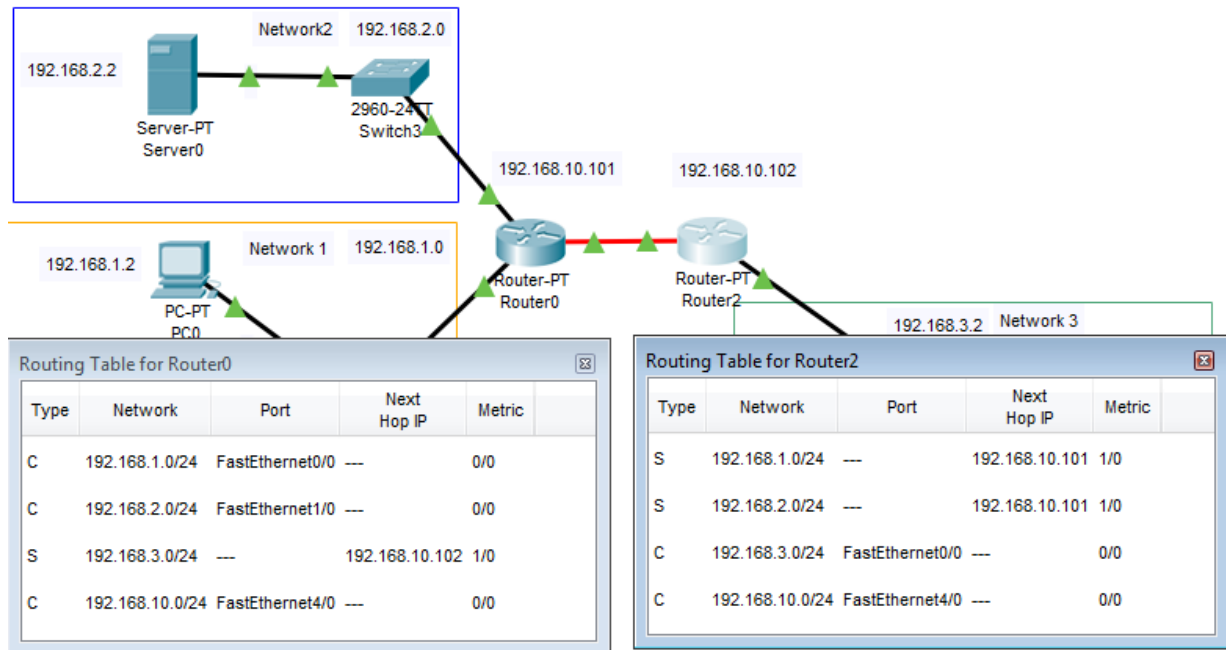 Network2 192.168.2.0
192.168.2.2
2960-24TT
Switch3
Server-PT
Server0
192.168.10.101
192.168.10.102
Network 1 192.168.1.0
192.168.1.2
PC-PT
PC0
Router-PT
Router0
Router-PT
Router2
192.168.3.2 Network 3
Routing Table for Router0
Type Network Port Next Hop IP Metric
C 192.168.1.0/24 FastEthernet0/0 --- 0/0
C 192.168.2.0/24 FastEthernet1/0 --- 0/0
S 192.168.3.0/24 --- 192.168.10.102 1/0
C 192.168.10.0/24 FastEthernet4/0 --- 0/0
Routing Table for Router2
Type Network Port Next Hop IP Metric
S 192.168.1.0/24 --- 192.168.10.101 1/0
S 192.168.2.0/24 --- 192.168.10.101 1/0
C 192.168.3.0/24 FastEthernet0/0 --- 0/0
C 192.168.10.0/24 FastEthernet4/0 --- 0/0